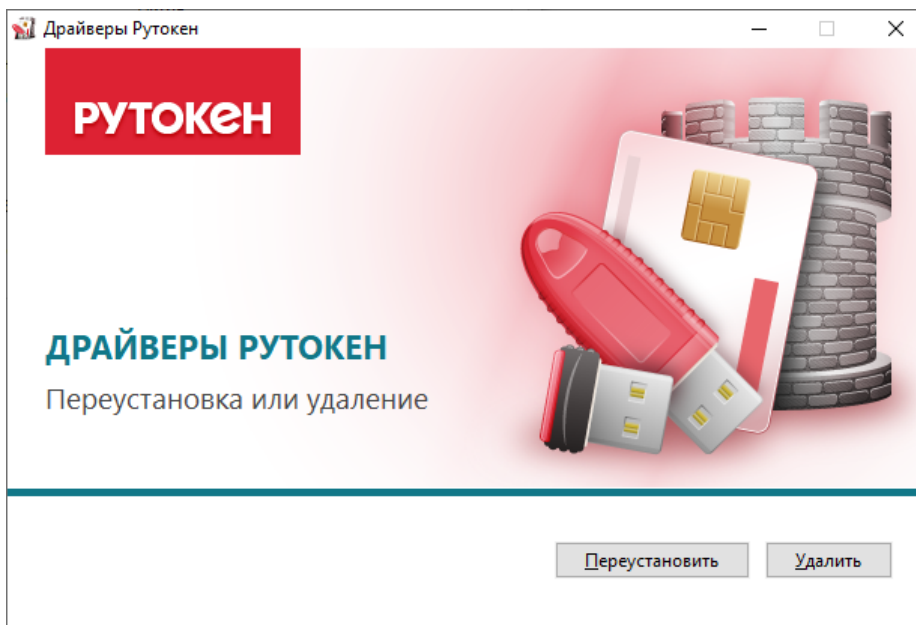 Драйверы Рутокен
РУТОКЕН
ДРАЙВЕРЫ РУТОКЕН
Переустановка или удаление
Переустановить
Удалить